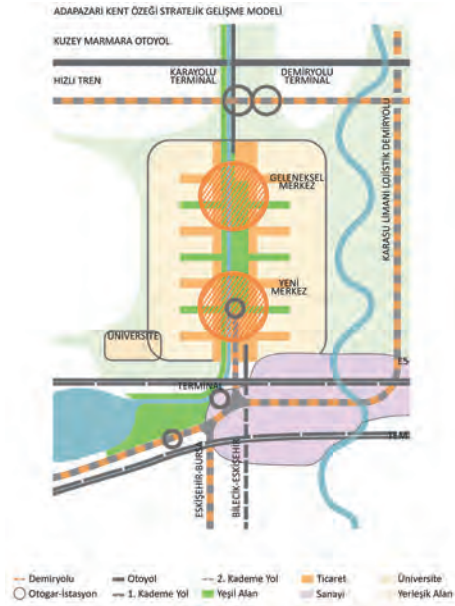 ADAPAZARI KENT ÖZEĞİ STRATEJİK GELİŞME MODELİ
KUZEY MARMARA OTOYOL
HIZLI TREN
KARAYOLU
TERMİNAL
DEMİRYOLU
TERMİNAL
KARASU LİMANI LOJİSTİK DEMİRYOLU
GELENEKSEL
MERKEZ
YENİ
MERKEZ
ÜNİVERSİTE
ES
TERMİNAL
ESKİŞEHİR-BURSA
BİLECİK-ESKİŞEHİR
Demiryolu
Otoyol
2. Kademe Yol
Ticaret
Üniversite
Otogar-İstasyon
1. Kademe Yol
Yeşil Alan
Sanayi
Yerleşik Alan